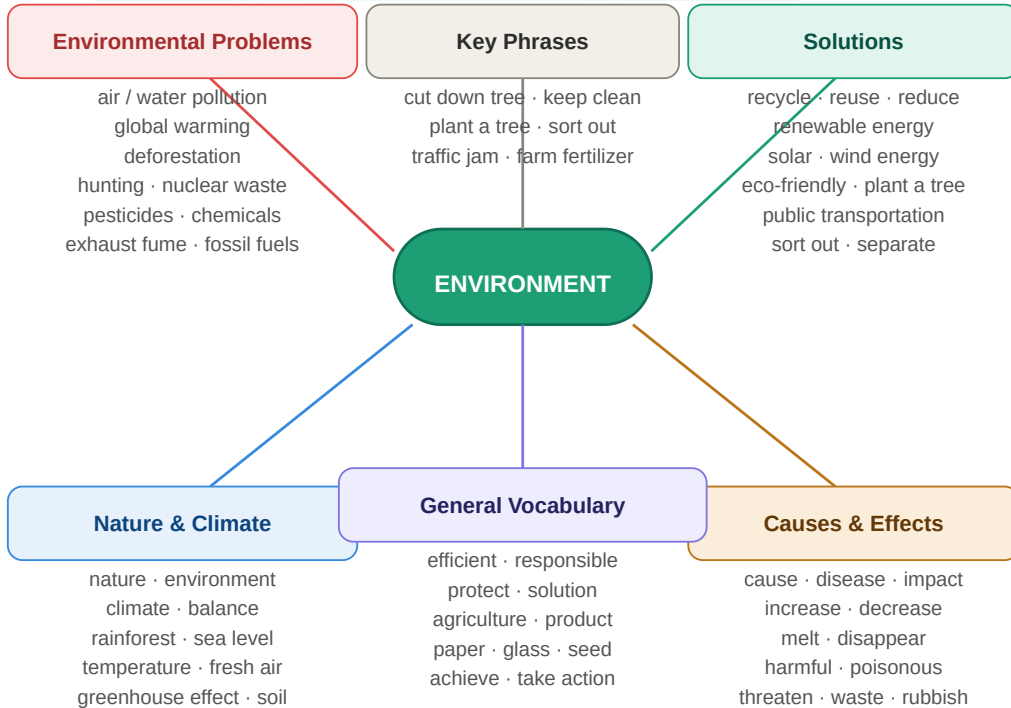 Environmental Problems
air / water pollution
global warming
deforestation
hunting · nuclear waste
pesticides · chemicals
exhaust fume · fossil fuels
Key Phrases
cut down tree · keep clean
plant a tree · sort out
traffic jam · farm fertilizer
Solutions
recycle · reuse · reduce
renewable energy
solar · wind energy
eco-friendly · plant a tree
public transportation
sort out · separate
ENVIRONMENT
Nature & Climate
nature · environment
climate · balance
rainforest · sea level
temperature · fresh air
greenhouse effect · soil
General Vocabulary
efficient · responsible
protect · solution
agriculture · product
paper · glass · seed
achieve · take action
Causes & Effects
cause · disease · impact
increase · decrease
melt · disappear
harmful · poisonous
threaten · waste · rubbish